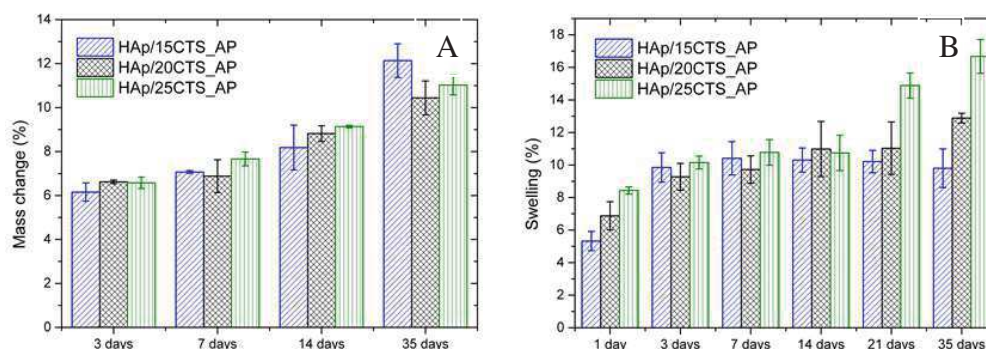 14
12
10
8
6
4
2
0
Mass change (%)
HAp/15CTS_AP
HAp/20CTS_AP
HAp/25CTS_AP
A
3 days 7 days 14 days 35 days
18
16
14
12
10
8
6
4
2
0
Swelling (%)
HAp/15CTS_AP
HAp/20CTS_AP
HAp/25CTS_AP
B
1 day 3 days 7 days 14 days 21 days 35 days